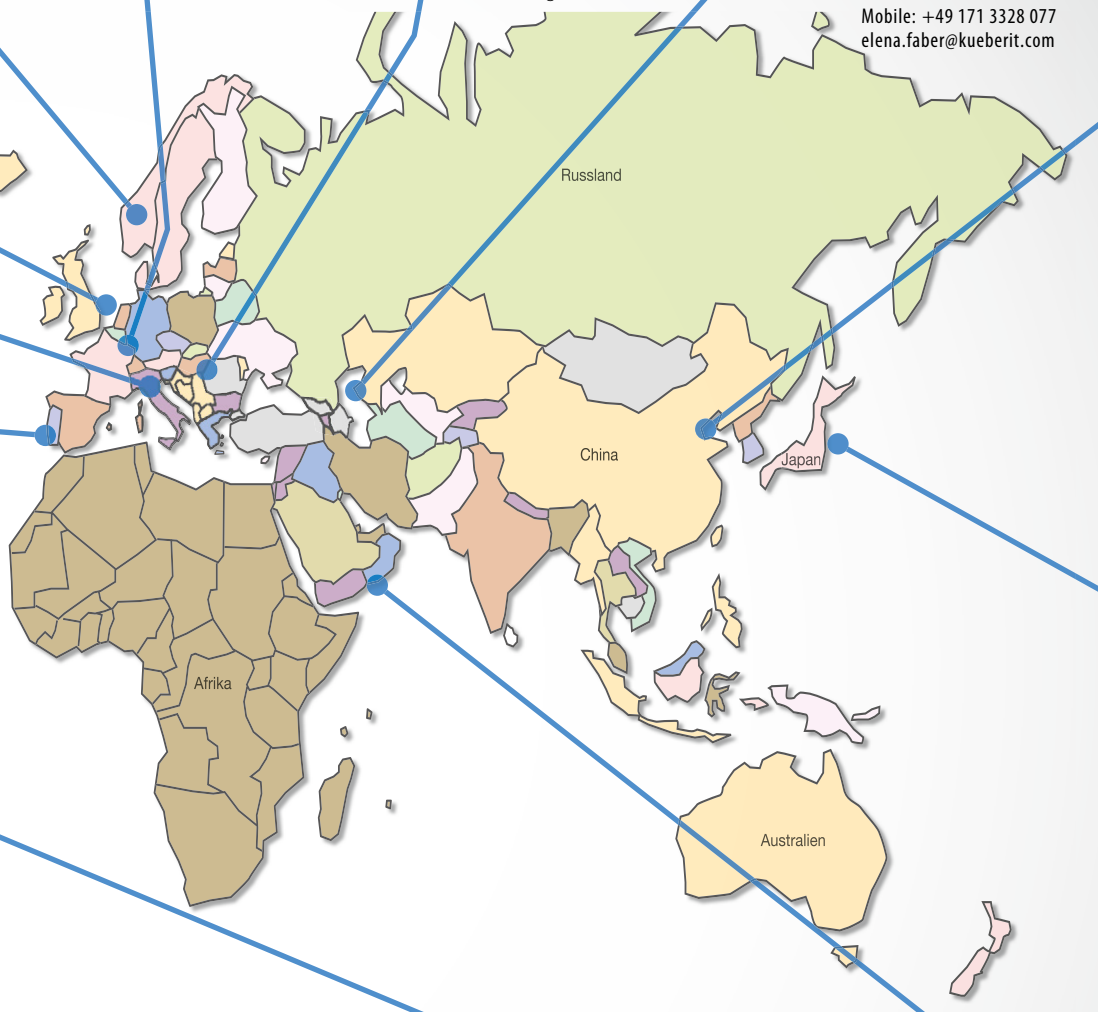 Mobile: +49 171 3328 077
elena.faber@kueberit.com
Russland
China
Japan
Afrika
Australien